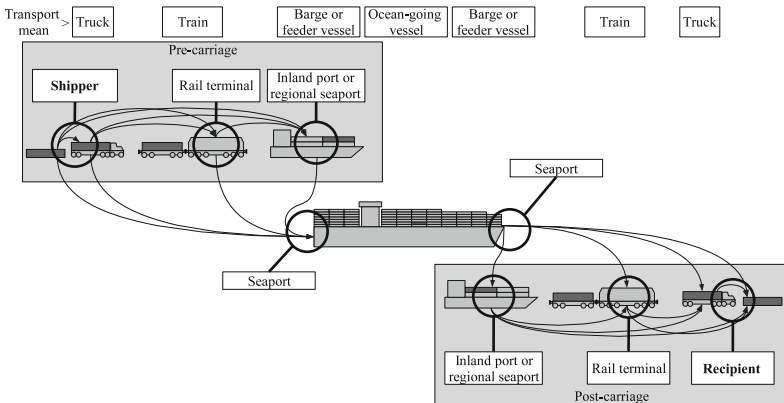 Transport
mean
>
Truck
Train
Barge or
feeder vessel
Ocean-going
vessel
Barge or
feeder vessel
Train
Truck
Pre-carriage
Shipper
Rail terminal
Inland port or
regional seaport
Seaport
Seaport
Inland port or
regional seaport
Rail terminal
Recipient
Post-carriage